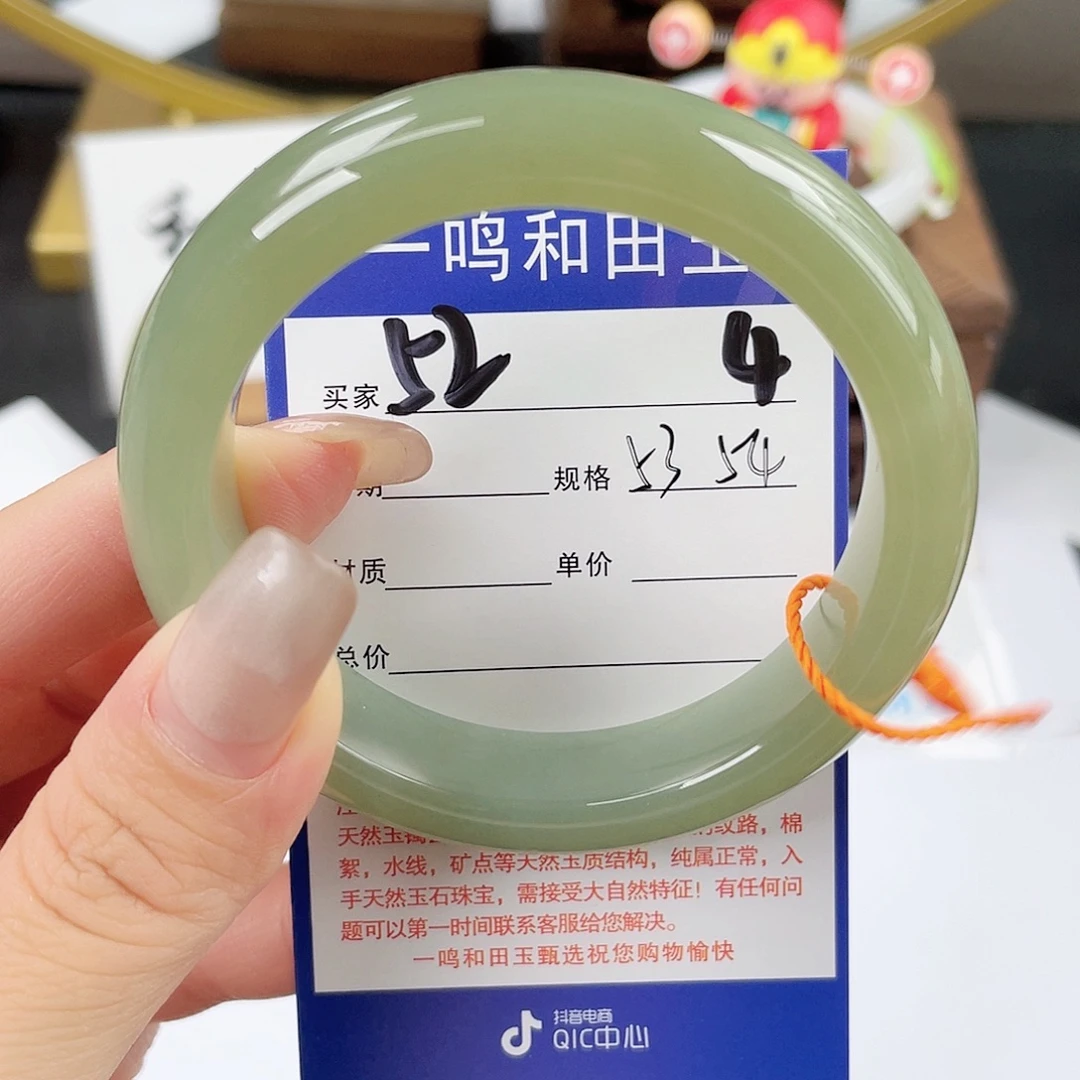 一鸣和田玉
买家 52 4
期 规格 53 54
材质 单价
总价
天然玉 纹路，棉
絮，水线，矿点等天然玉质结构，纯属正常，入
手天然玉石珠宝，需接受大自然特征！有任何问
题可以第一时间联系客服给您解决。
一鸣和田玉甄选祝您购物愉快
抖音电商
QIC中心